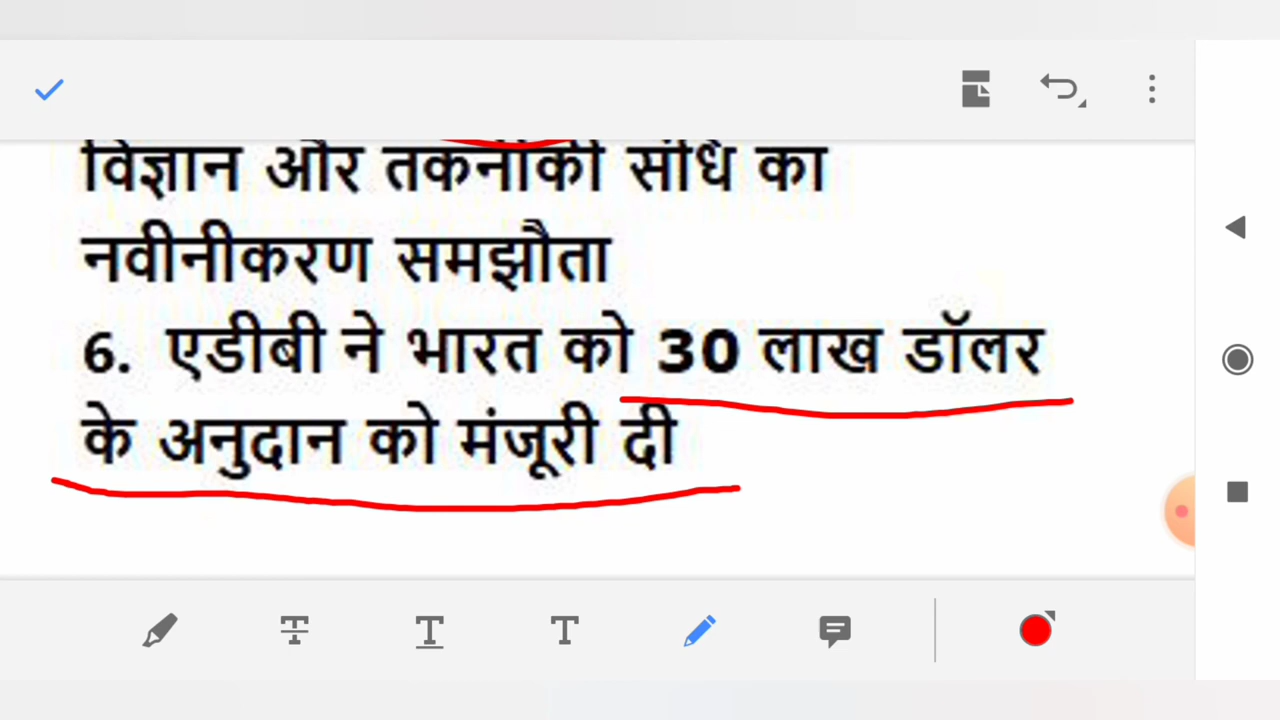 विज्ञान और तकनीकी संधि का
नवीनीकरण समझौता
6. एडीबी ने भारत को 30 लाख डॉलर
के अनुदान को मंजूरी दी